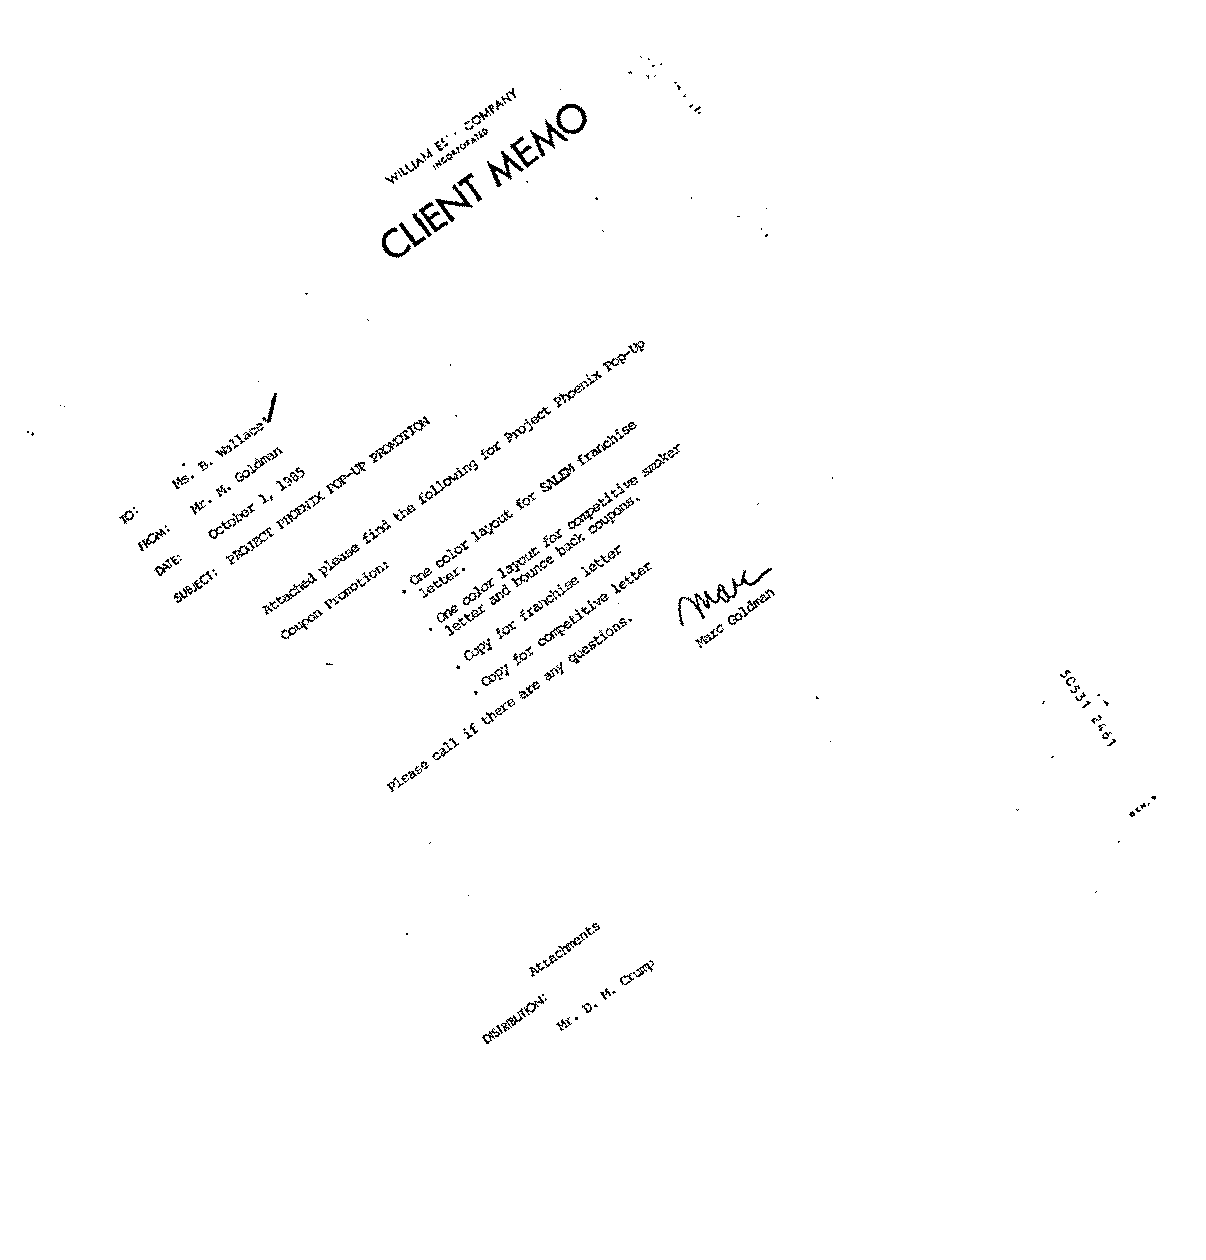 WILLIAM COMPANY
INCORPORATED
CLIENT MEMO
TO: Ms. B. Wallace
FROM: Mr. M. Goldman
DATE: October 1, 1985
SUBJECT: PROJECT PHOENIX POP-UP PROMOTION
Attached please find the following for Project Phoenix Pop-Up
Coupon Promotion:
. One color layout for SALEM franchise
letter.
. One color layout for competitive smoker
letter and bounce back coupons.
. Copy for franchise letter
. Copy for competitive letter
Please call if there are any questions.
Marc
Marc Goldman
Attachments
DISTRIBUTION:
Mr. D. M. Crump